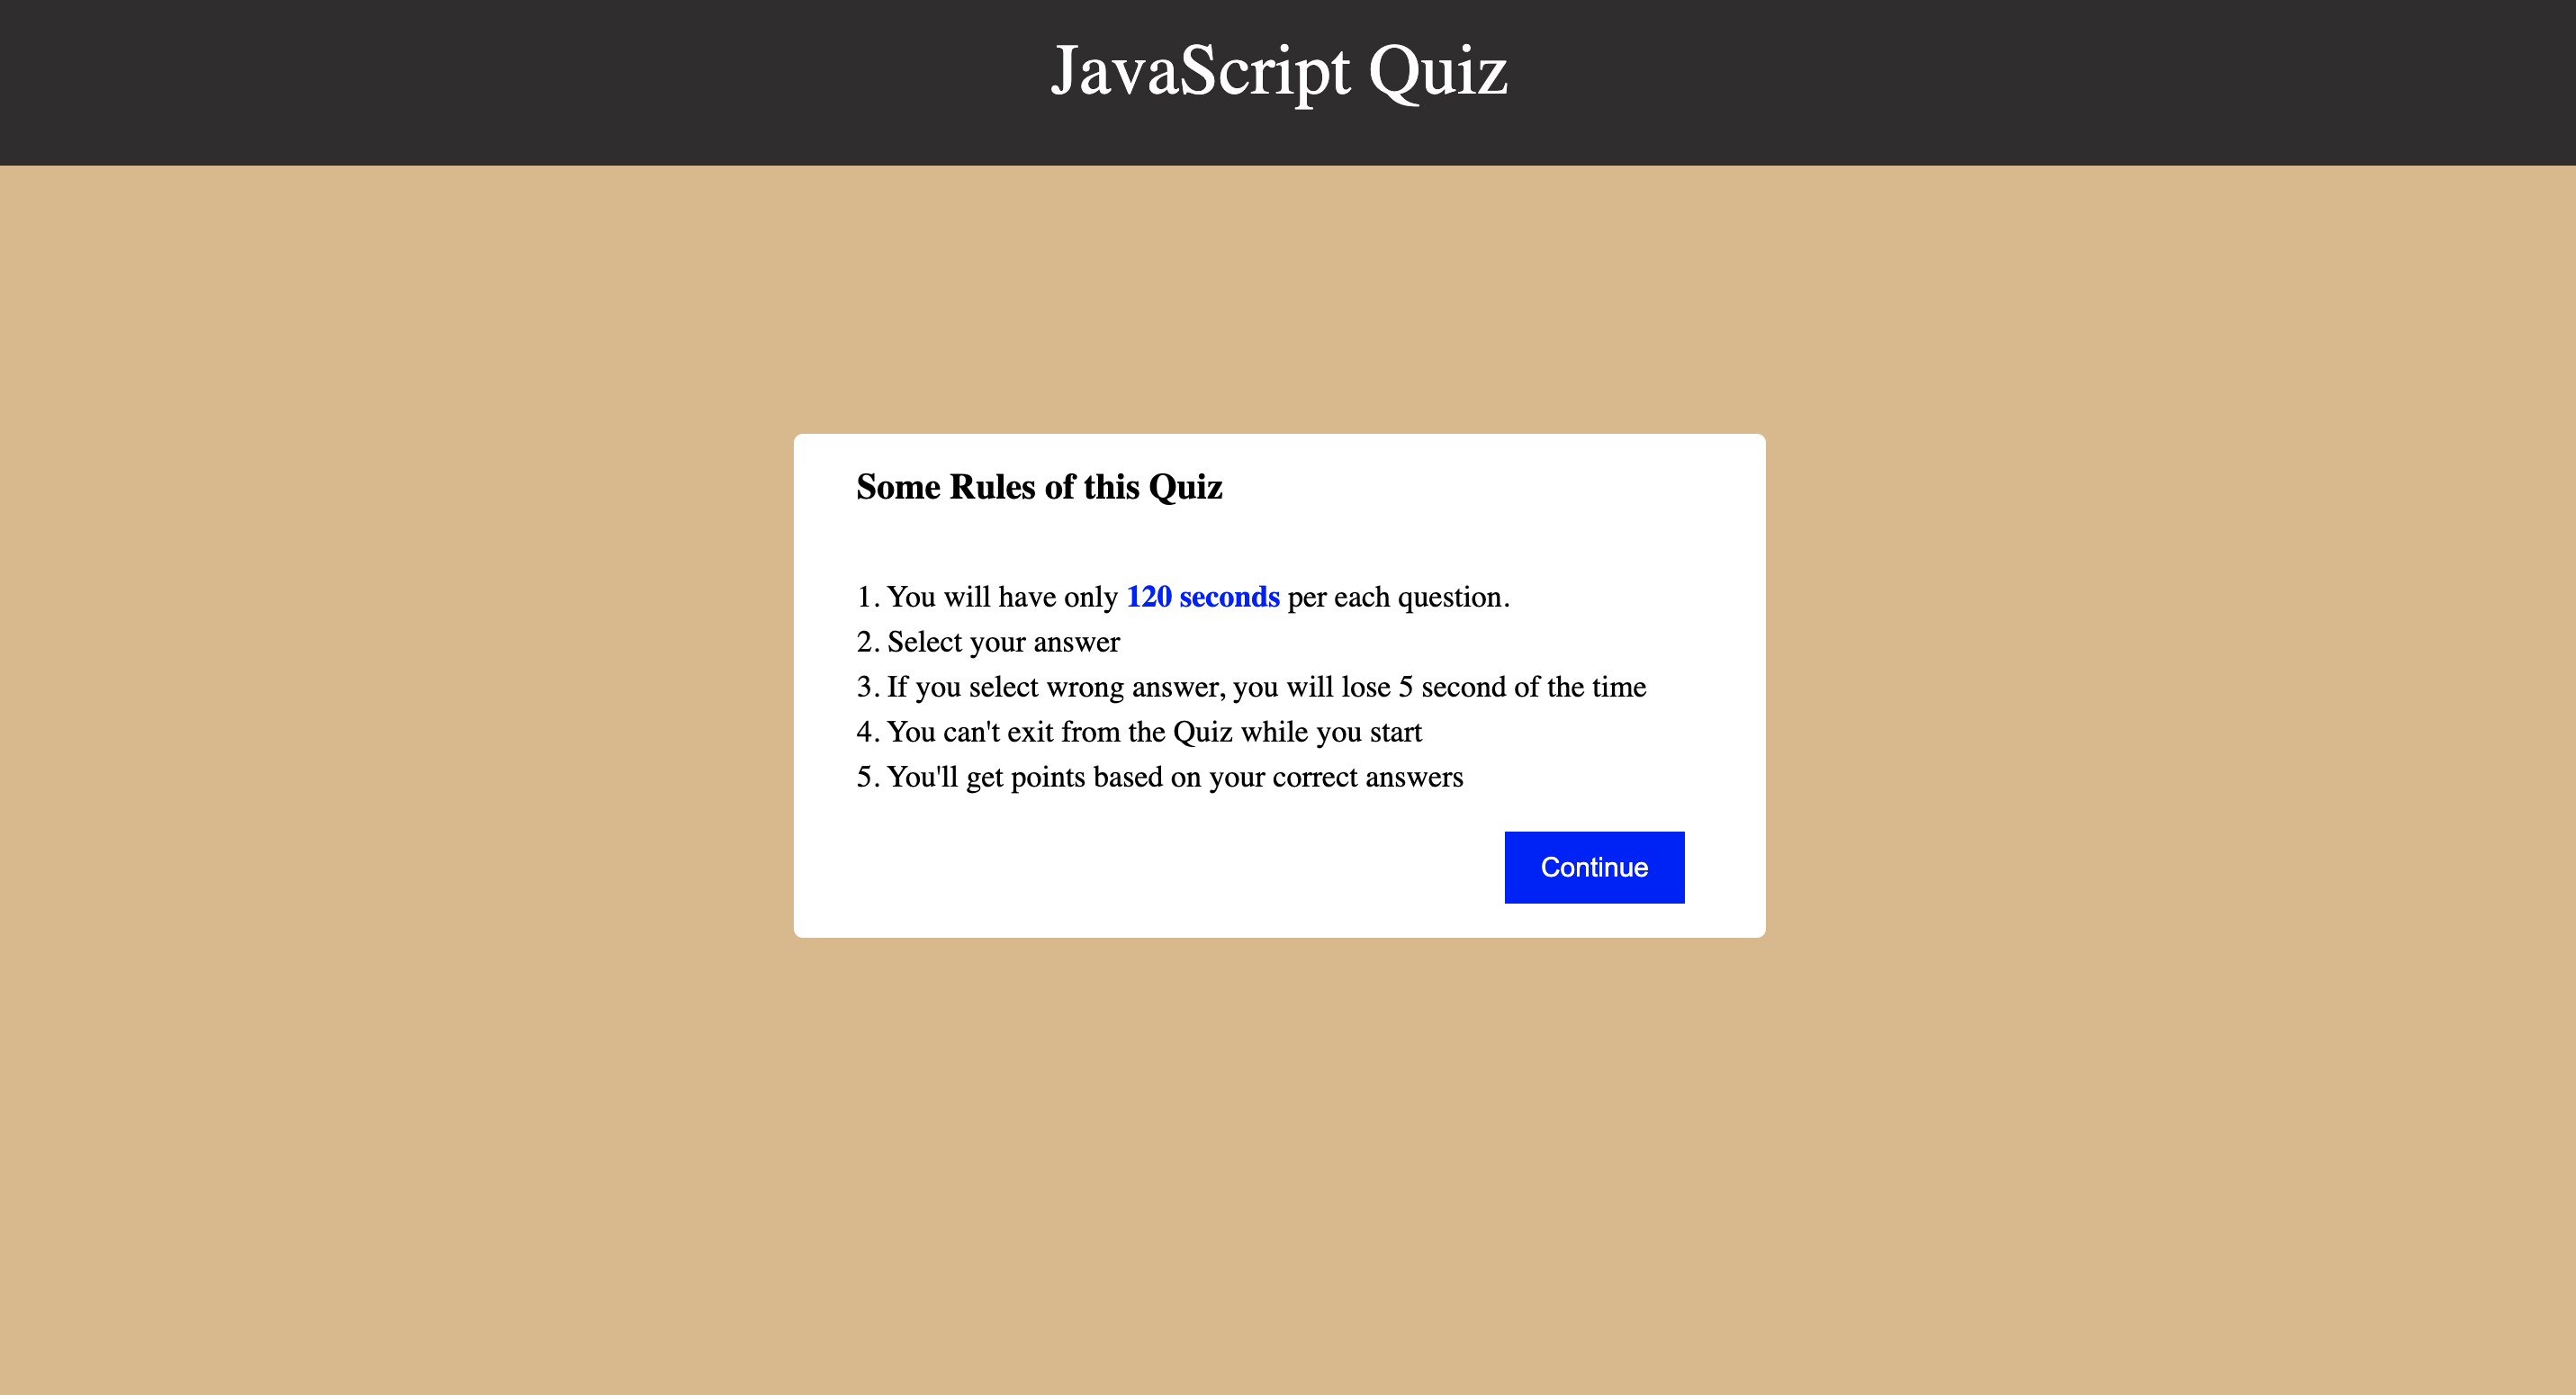 JavaScript Quiz
Some Rules of this Quiz
1. You will have only 120 seconds per each question.
2. Select your answer
3. If you select wrong answer, you will lose 5 second of the time
4. You can't exit from the Quiz while you start
5. You'll get points based on your correct answers
Continue